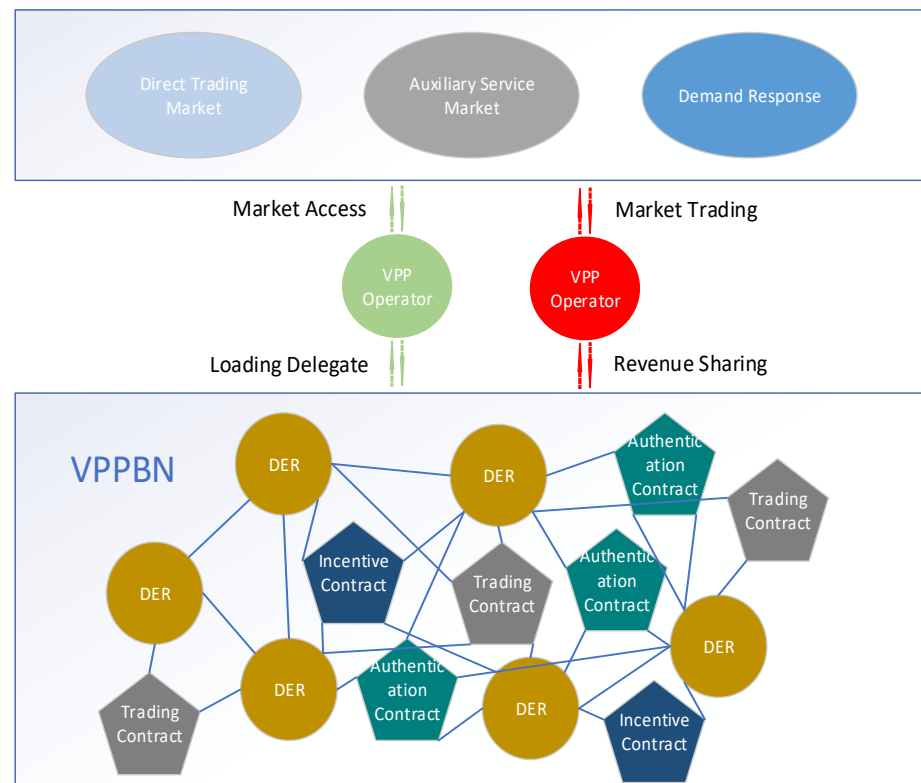 Direct Trading
Market
Auxiliary Service
Market
Demand Response
Market Access
Market Trading
VPP
Operator
VPP
Operator
Loading Delegate
Revenue Sharing
VPPBN
DER
DER
Authentic
ation
Contract
Trading
Contract
Incentive
Contract
Trading
Contract
Authentic
ation
Contract
DER
DER
DER
Authentic
ation
Contract
DER
Trading
Contract
Incentive
Contract